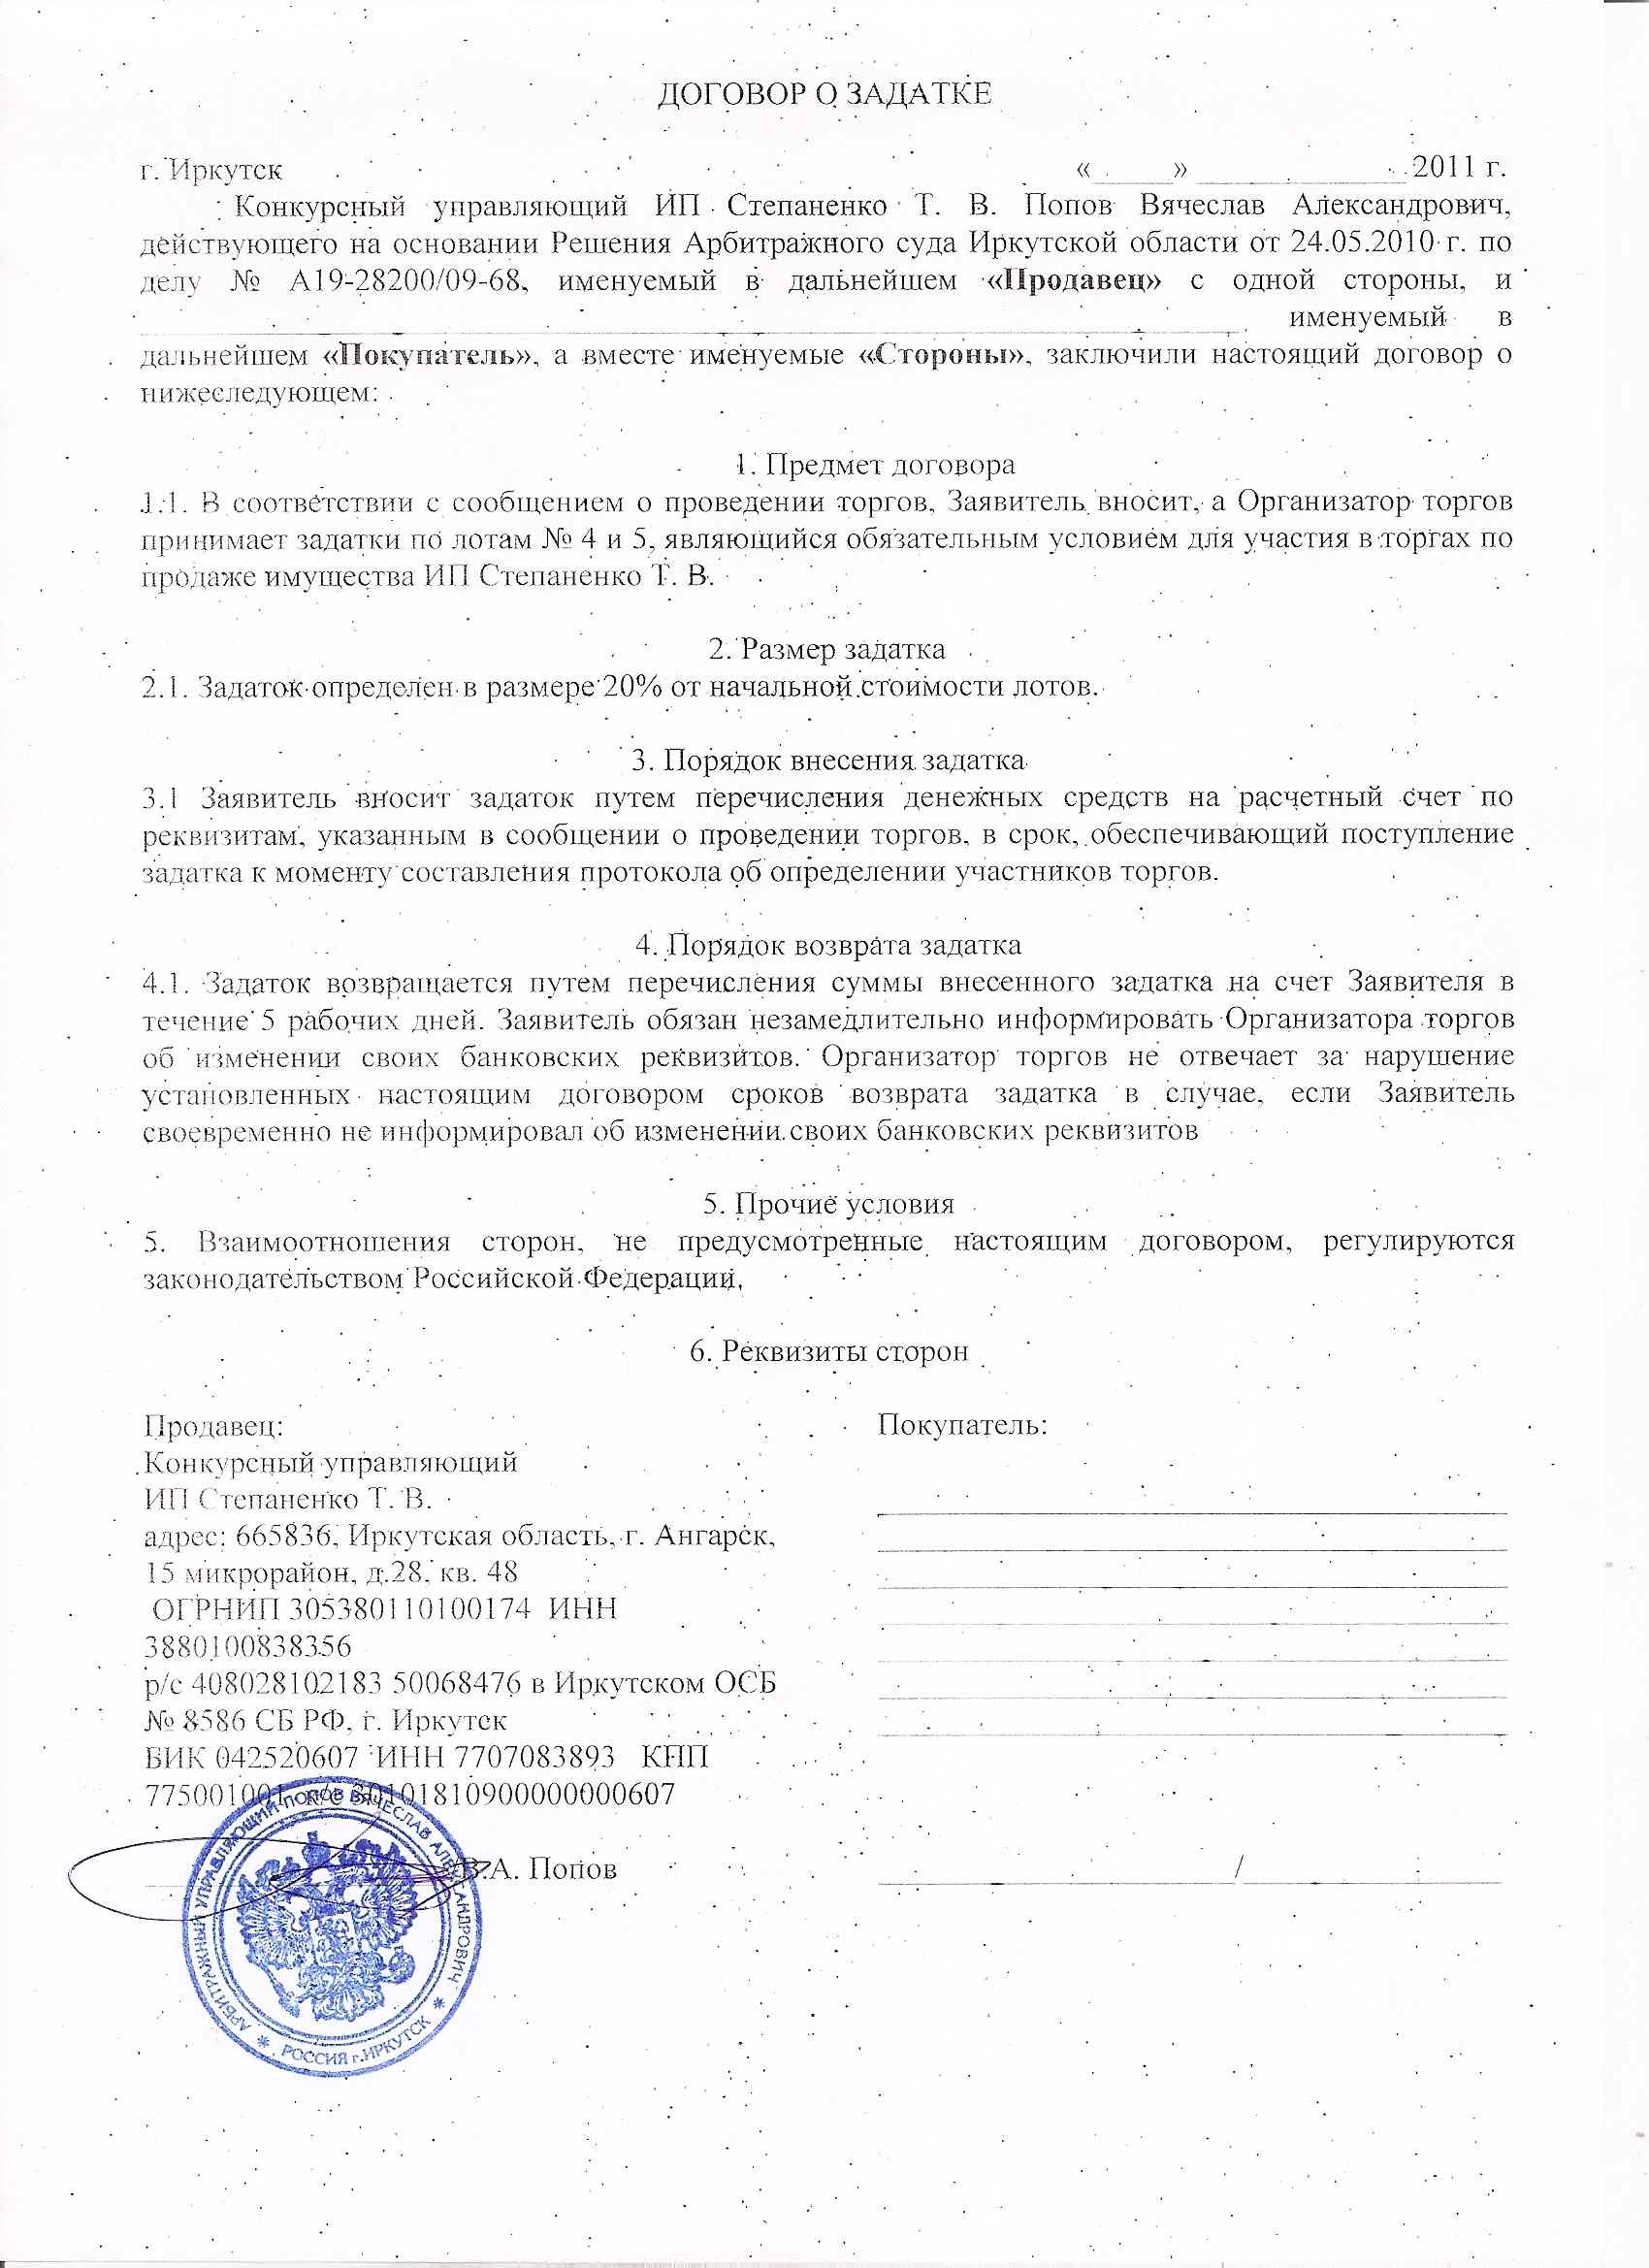 ДОГОВОР О ЗАДАТКЕ
г. Иркутск «_____» _____________ 2011 г.
Конкурсный управляющий ИП Степаненко Т. В. Попов Вячеслав Александрович,
действующего на основании Решения Арбитражного суда Иркутской области от 24.05.2010 г. по
делу № А19-28200/09-68, именуемый в дальнейшем «Продавец» с одной стороны, и
______________________________________________________________, именуемый в
дальнейшем «Покупатель», а вместе именуемые «Стороны», заключили настоящий договор о
нижеследующем:
1. Предмет договора
1.1. В соответствии с сообщением о проведении торгов, Заявитель вносит, а Организатор торгов
принимает задатки по лотам № 4 и 5, являющийся обязательным условием для участия в торгах по
продаже имущества ИП Степаненко Т. В.
2. Размер задатка
2.1. Задаток определен в размере 20% от начальной стоимости лотов.
3. Порядок внесения задатка
3.1 Заявитель вносит задаток путем перечисления денежных средств на расчетный счет по
реквизитам, указанным в сообщении о проведении торгов, в срок, обеспечивающий поступление
задатка к моменту составления протокола об определении участников торгов.
4. Порядок возврата задатка
4.1. Задаток возвращается путем перечисления суммы внесенного задатка на счет Заявителя в
течение 5 рабочих дней. Заявитель обязан незамедлительно информировать Организатора торгов
об изменении своих банковских реквизитов. Организатор торгов не отвечает за нарушение
установленных настоящим договором сроков возврата задатка в случае, если Заявитель
своевременно не информировал об изменении своих банковских реквизитов
5. Прочие условия
5. Взаимоотношения сторон, не предусмотренные настоящим договором, регулируются
законодательством Российской Федерации.
6. Реквизиты сторон
Продавец:
Конкурсный управляющий
ИП Степаненко Т. В.
адрес: 665836, Иркутская область, г. Ангарск,
15 микрорайон, д.28, кв. 48
ОГРНИП 305380110100174 ИНН
3880100838356
р/с 408028102183 50068476 в Иркутском ОСБ
№ 8586 СБ РФ, г. Иркутск
БИК 042520607 ИНН 7707083893 КПП
775001001 к/с 30101810900000000607
В.А. Попов
Покупатель:
____________________/______________
АРБИТРАЖНЫЙ УПРАВЛЯЮЩИЙ ПОПОВ ВЯЧЕСЛАВ АЛЕКСАНДРОВИЧ
* РОССИЯ г.ИРКУТСК *